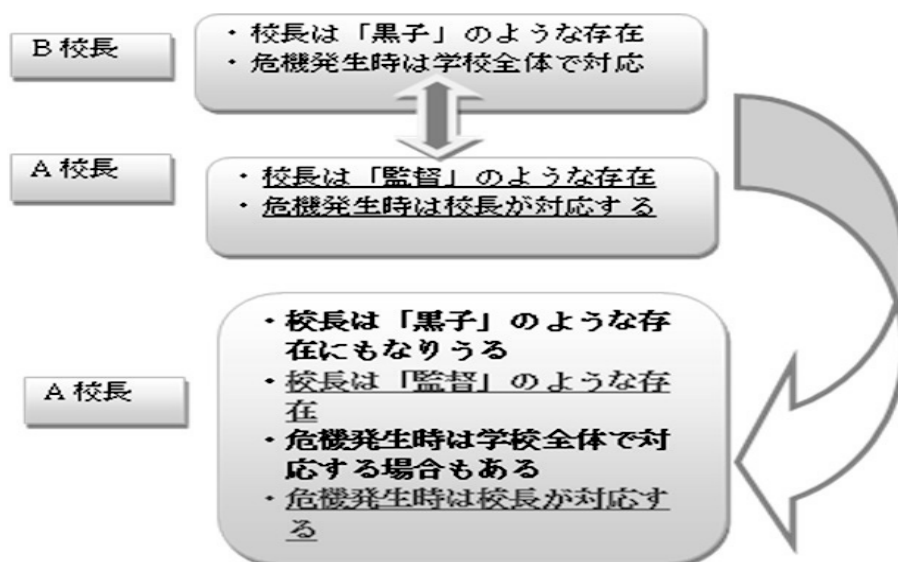 B 校長
・校長は「黒子」のような存在
・危機発生時は学校全体で対応
A 校長
・校長は「監督」のような存在
・危機発生時は校長が対応する
A 校長
・校長は「黒子」のような存
在にもなりうる
・校長は「監督」のような存
在
・危機発生時は学校全体で対
応する場合もある
・危機発生時は校長が対応す
る